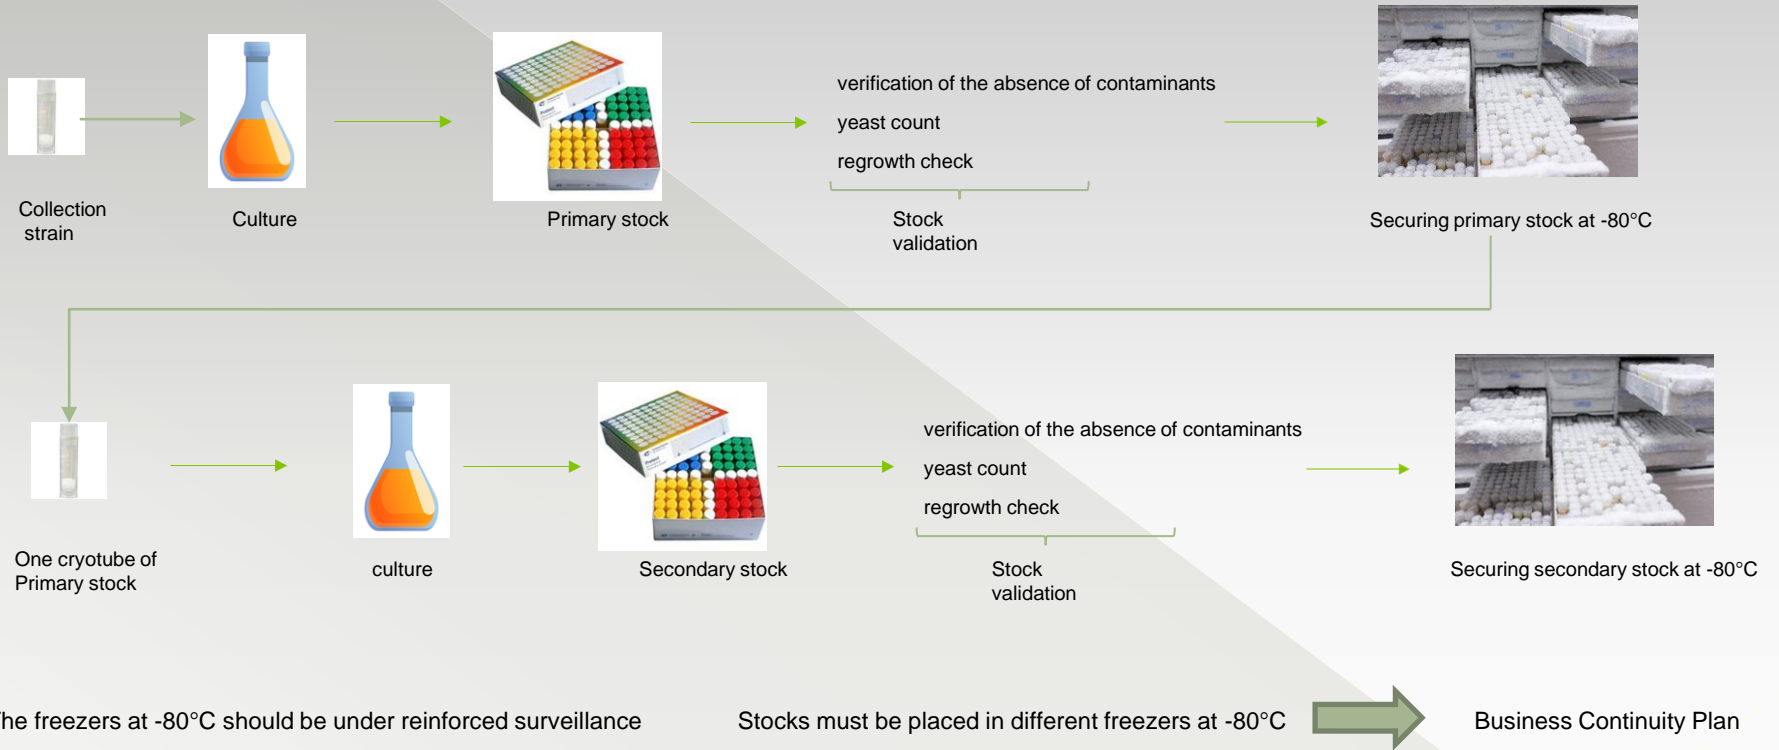 verification of the absence of contaminants
yeast count
regrowth check
Collection
strain
Culture
Primary stock
Stock
validation
Securing primary stock at -80°C
verification of the absence of contaminants
yeast count
regrowth check
One cryotube of
Primary stock
culture
Secondary stock
Stock
validation
Securing secondary stock at -80°C
The freezers at -80°C should be under reinforced surveillance
Stocks must be placed in different freezers at -80°C
Business Continuity Plan